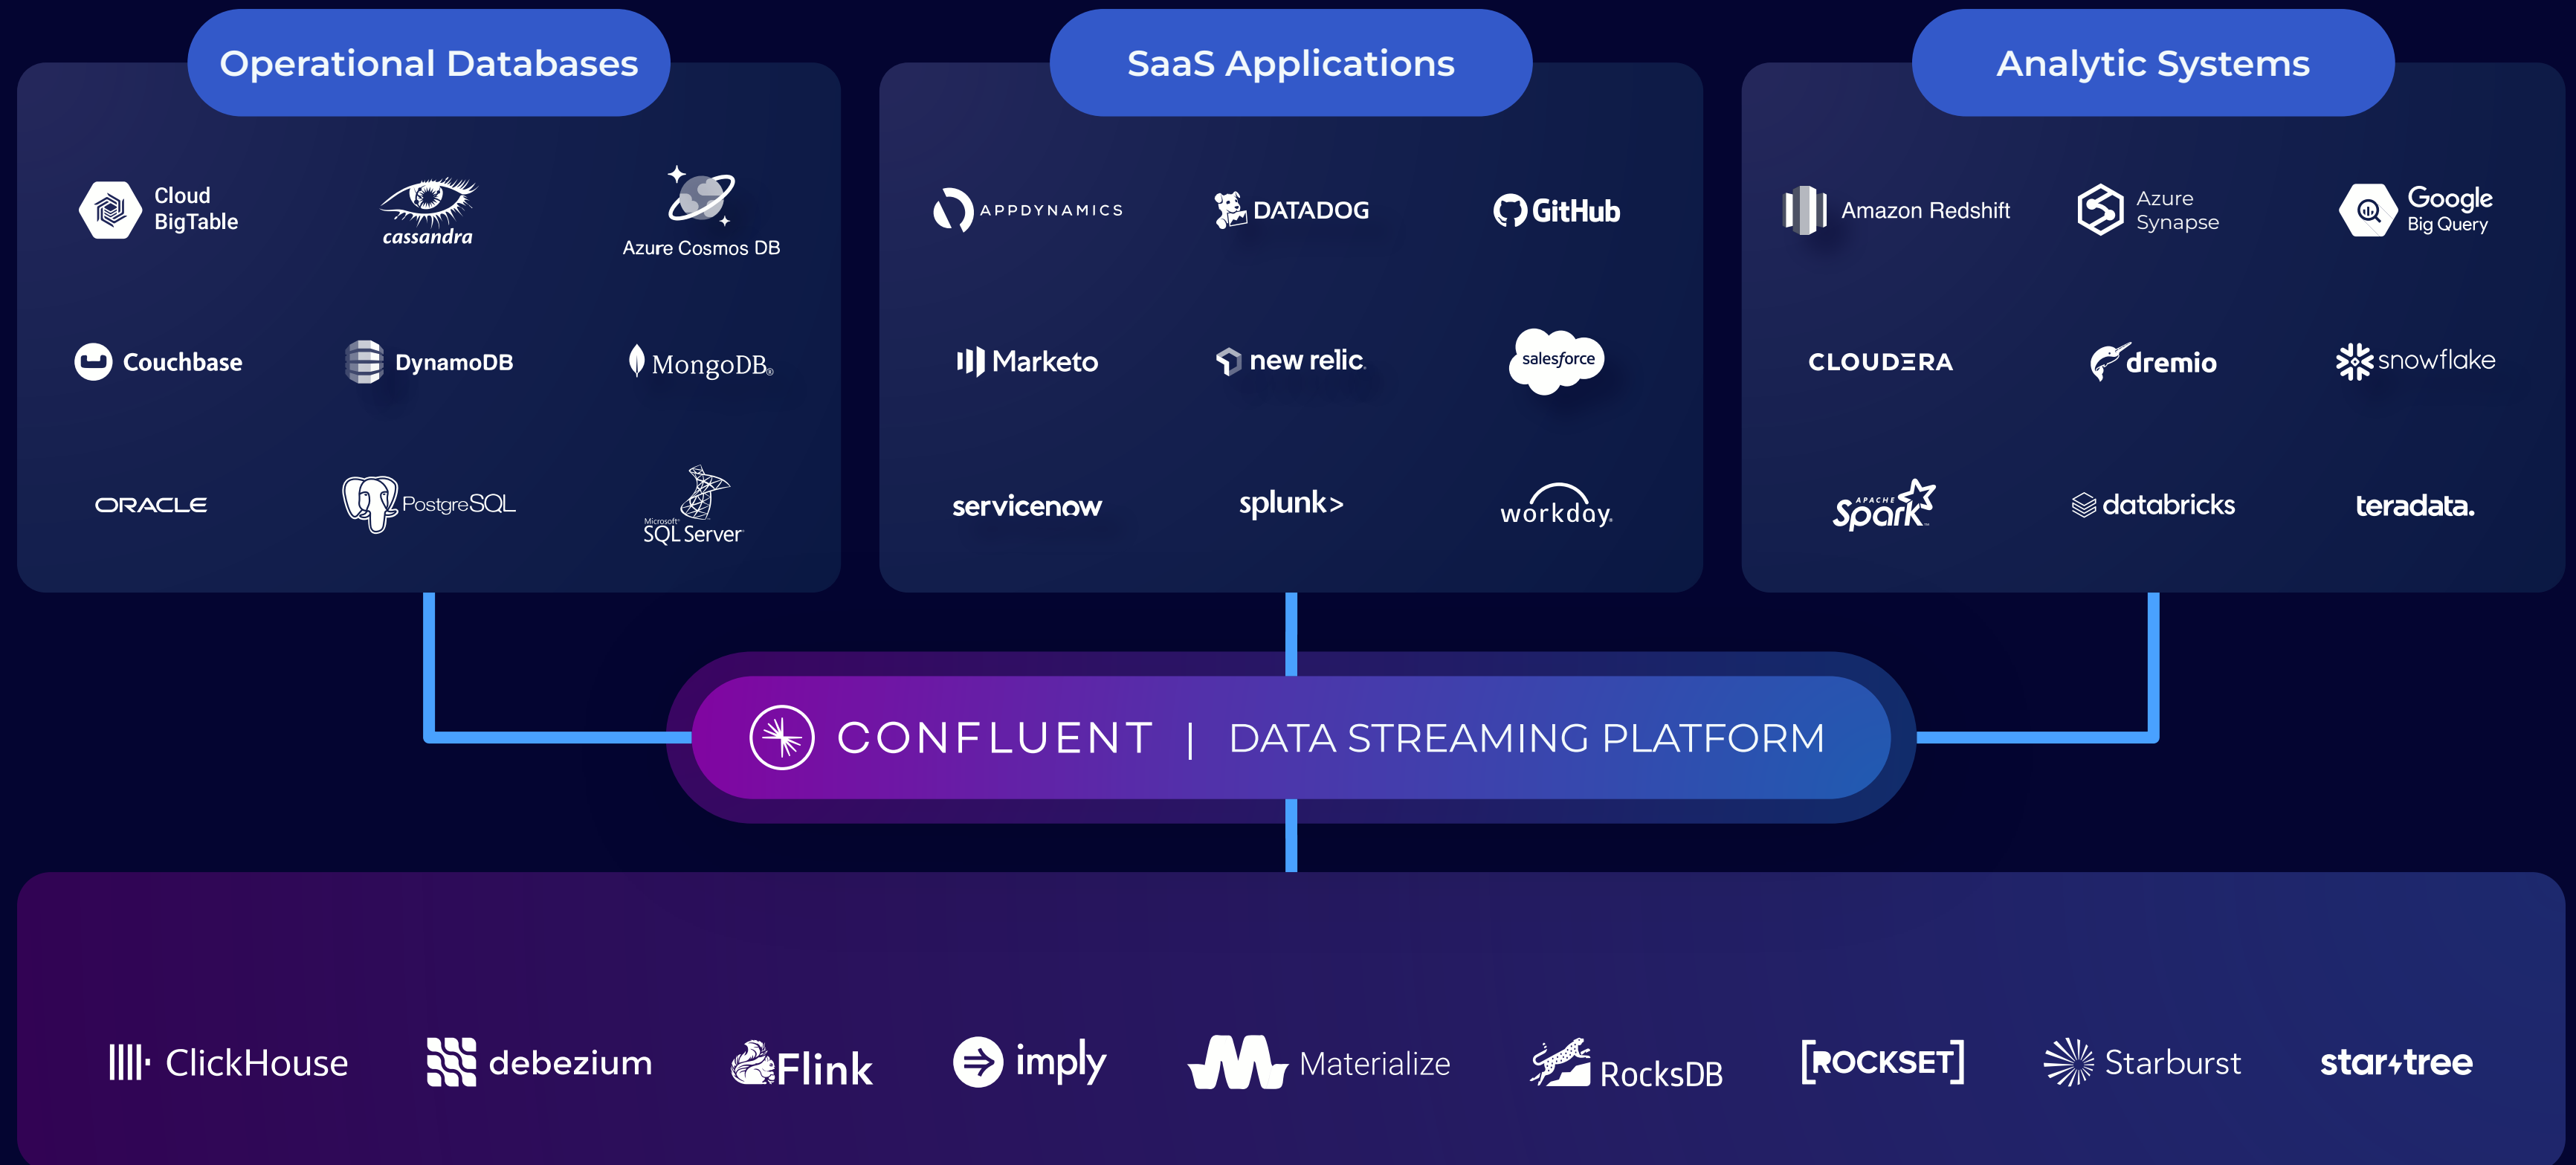 Operational Databases
SaaS Applications
Analytic Systems
Cloud
BigTable
cassandra
Azure Cosmos DB
Couchbase
DynamoDB
MongoDB®
ORACLE
PostgreSQL
Microsoft®
SQL Server
APPDYNAMICS
DATADOG
GitHub
Marketo
new relic
salesforce
servicenow
splunk>
workday®
Amazon Redshift
Azure
Synapse
Google
Big Query
CLOUDERA
dremio
snowflake
APACHE
Spark™
databricks
teradata.
CONFLUENT | DATA STREAMING PLATFORM
ClickHouse
debezium
Flink
imply
Materialize
RocksDB
[ROCKSET]
Starburst
startree